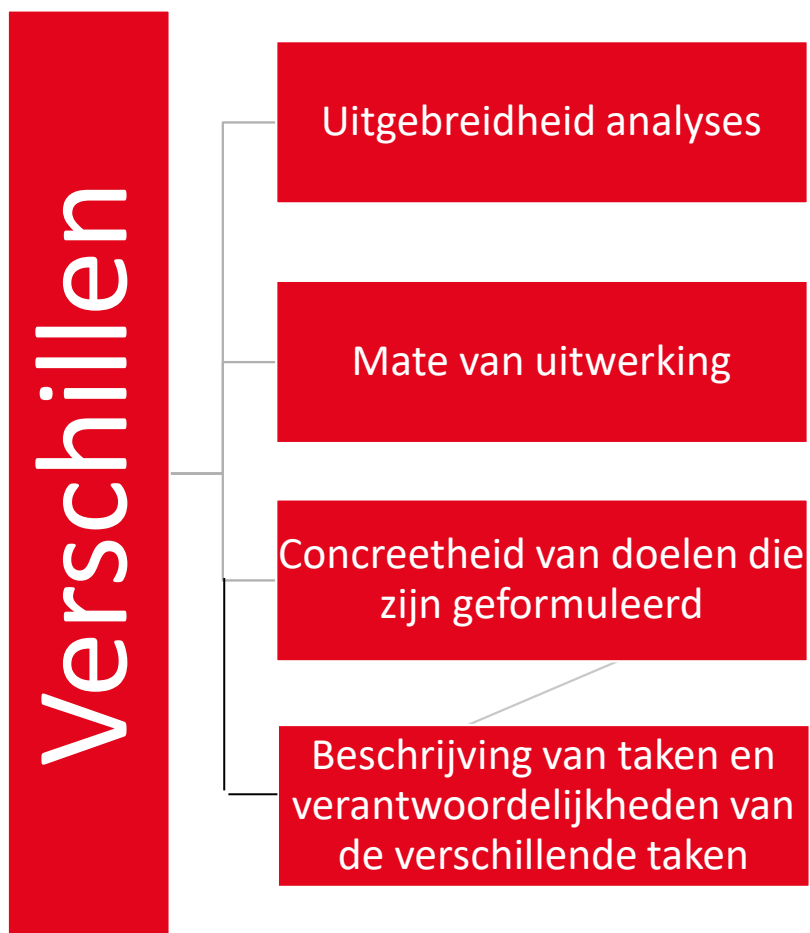 Verschillen
Uitgebreidheid analyses
Mate van uitwerking
Concreetheid van doelen die
zijn geformuleerd
Beschrijving van taken en
verantwoordelijkheden van
de verschillende taken